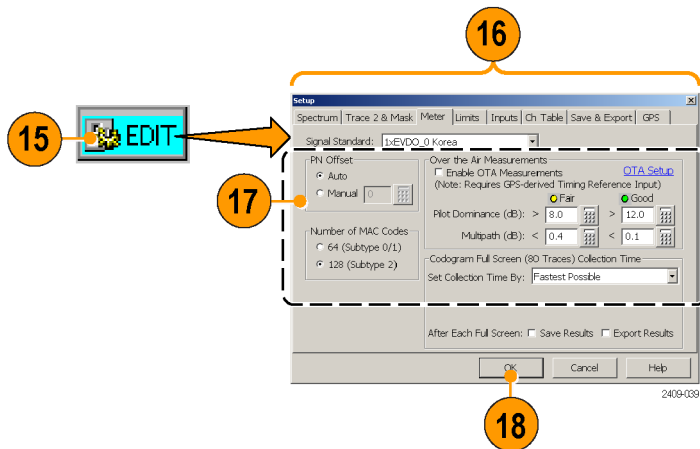 16
15
EDIT
Setup
Spectrum Trace 2 & Mask Meter Limits Inputs Ch Table Save & Export GPS
Signal Standard: 1xEVDO_0 Korea
17
PN Offset
Auto
Manual 0
Number of MAC Codes
64 (Subtype 0/1)
128 (Subtype 2)
Over the Air Measurements
Enable OTA Measurements OTA Setup
(Note: Requires GPS-derived Timing Reference Input)
Fair Good
Pilot Dominance (dB): > 8.0 > 12.0
Multipath (dB): < 0.4 < 0.1
Codogram Full Screen (80 Traces) Collection Time
Set Collection Time By: Fastest Possible
After Each Full Screen: Save Results Export Results
OK Cancel Help
2409-039
18